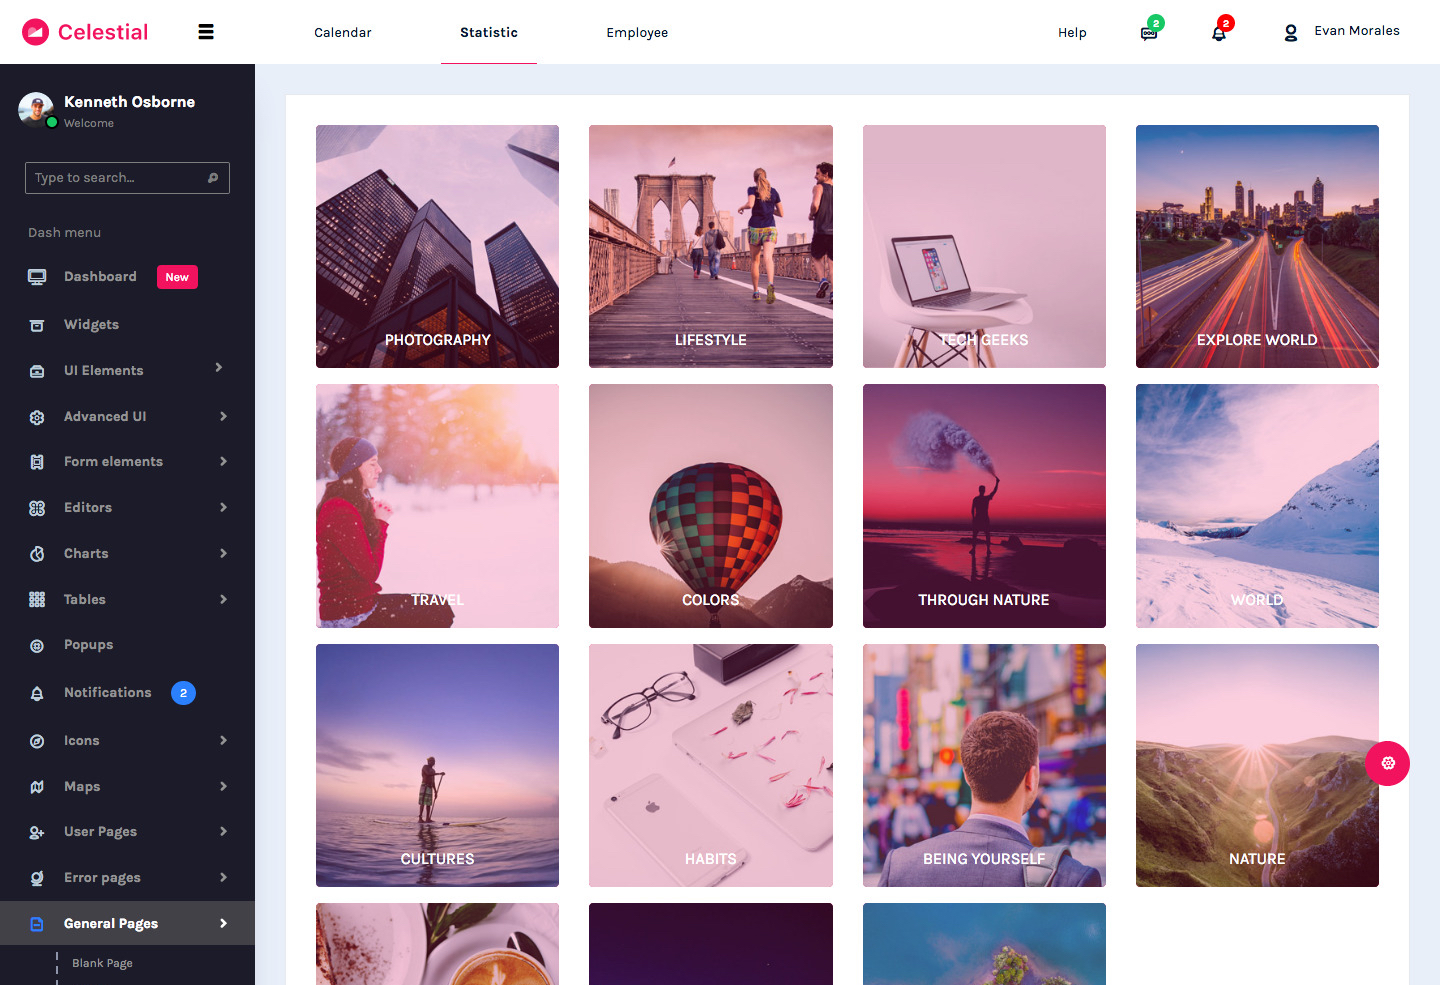 Celestial
Calendar
Statistic
Employee
Help
2
2
Evan Morales
Kenneth Osborne
Welcome
Type to search...
Dash menu
Dashboard New
Widgets
UI Elements
Advanced UI
Form elements
Editors
Charts
Tables
Popups
Notifications 2
Icons
Maps
User Pages
Error pages
General Pages
Blank Page
PHOTOGRAPHY
LIFESTYLE
TECH GEEKS
EXPLORE WORLD
TRAVEL
COLORS
THROUGH NATURE
WORLD
CULTURES
HABITS
BEING YOURSELF
NATURE